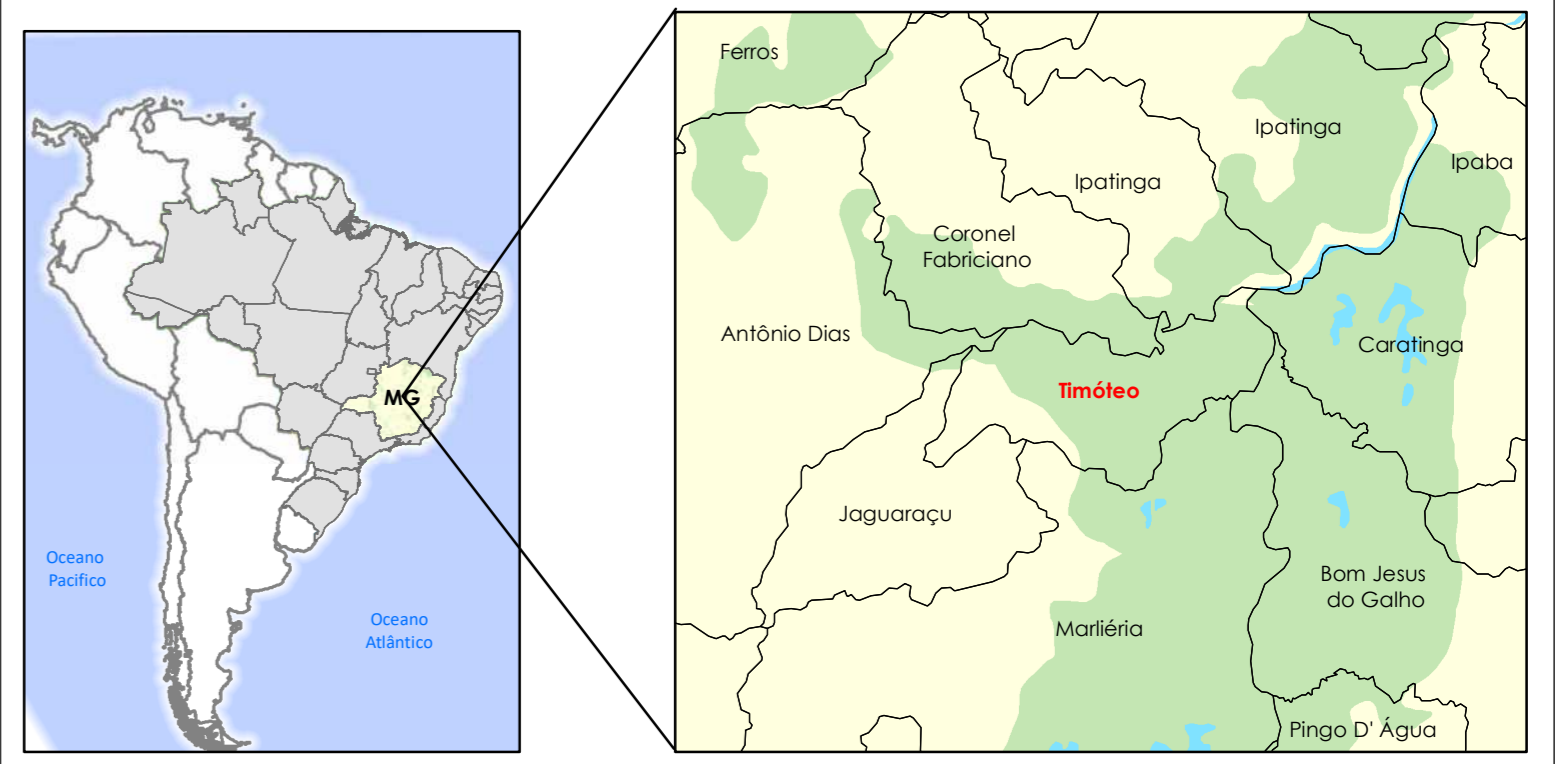 MG
Oceano
Pacifico
Oceano
Atlântico
Ferros
Ipatinga
Ipaba
Ipatinga
Coronel
Fabriciano
Antônio Dias
Caratinga
Timóteo
Jaguaraçu
Bom Jesus
do Galho
Marliéria
Pingo D' Água